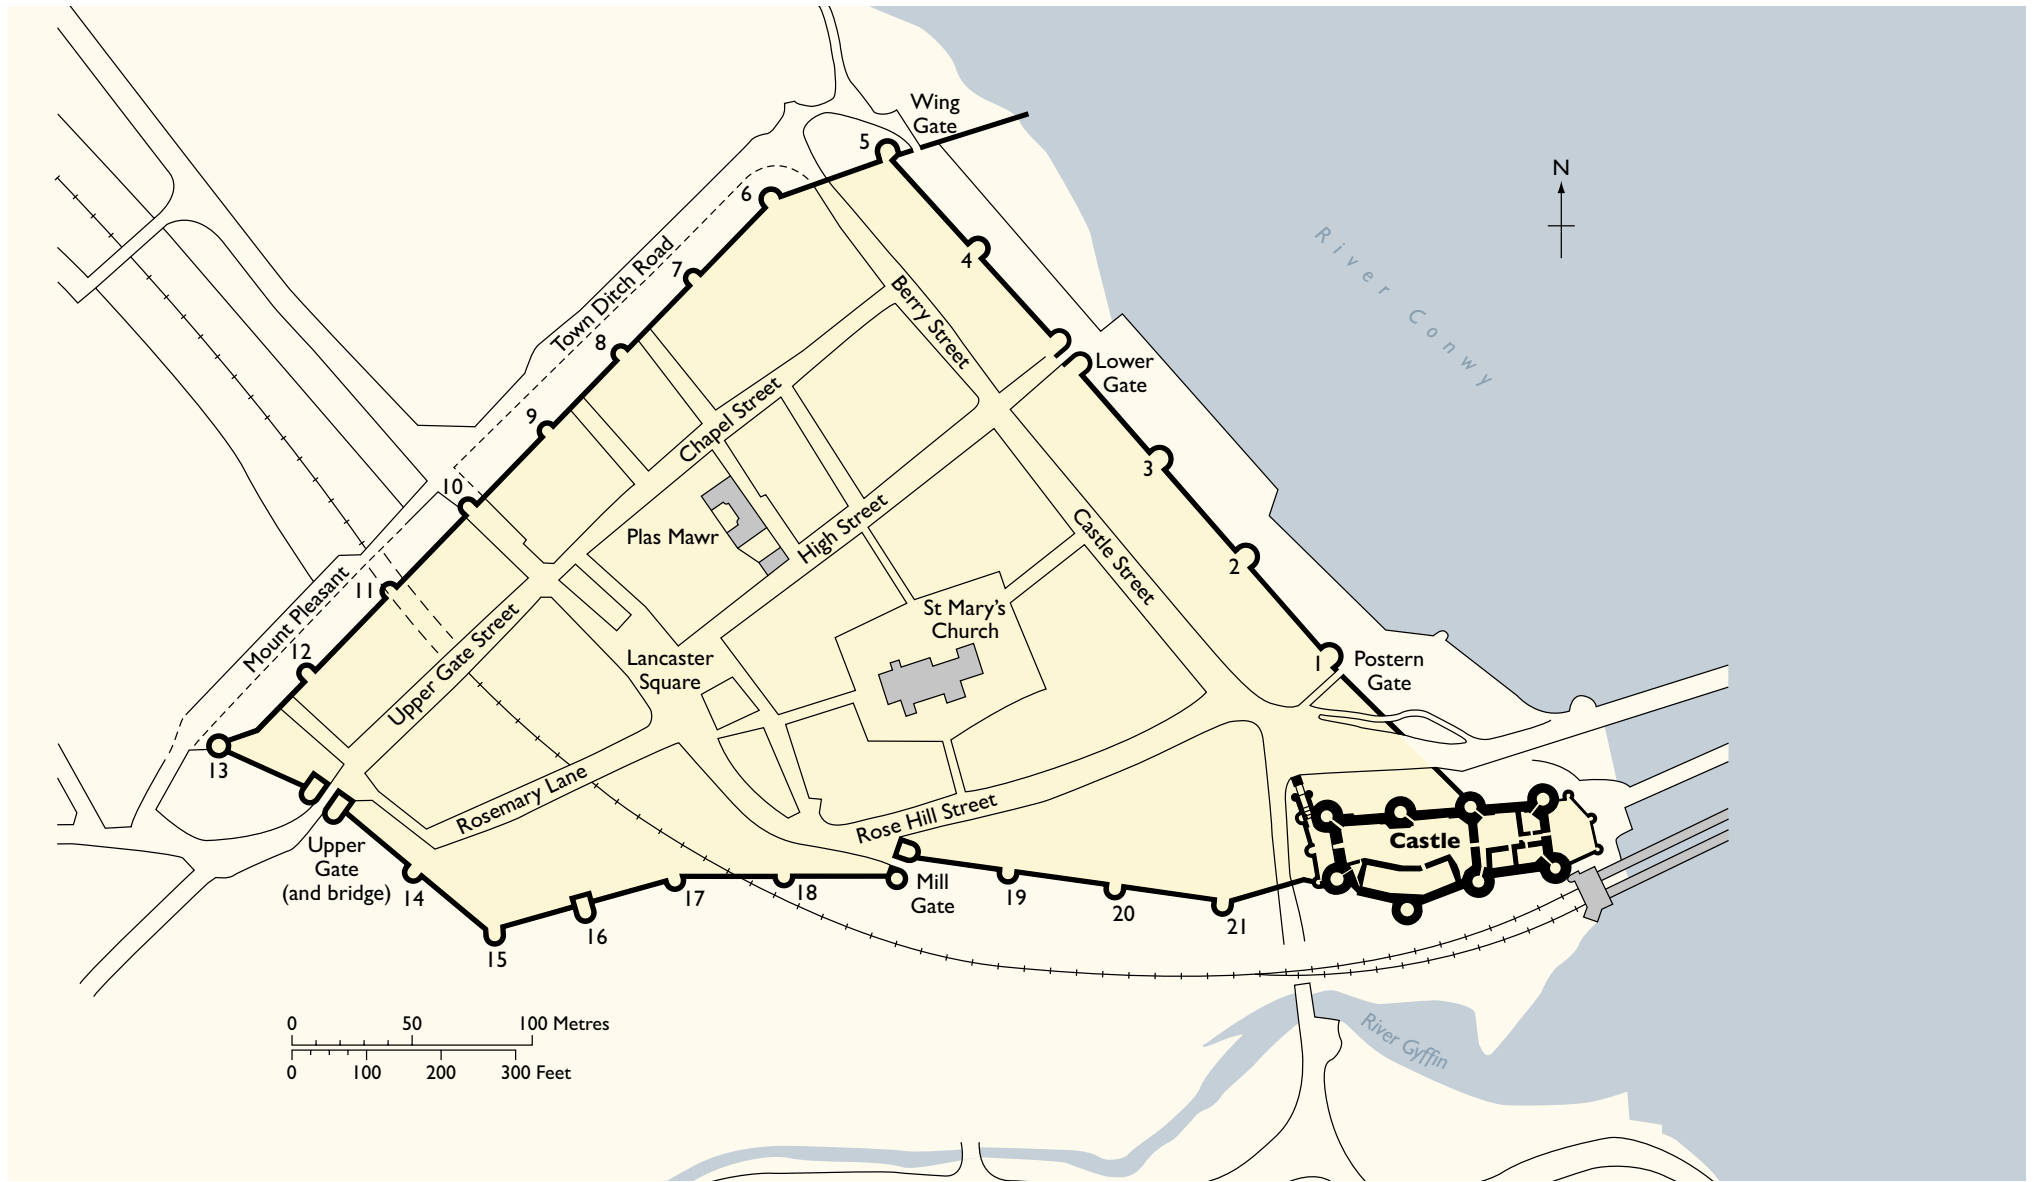 Wing
Gate
5
N
6
4
Town Ditch Road
7
River Conwy
Berry Street
8
Lower
Gate
Chapel Street
9
3
10
High Street
Plas Mawr
Castle Street
2
Mount Pleasant
11
St Mary's
Church
Upper Gate Street
12
Lancaster
Square
1
Postern
Gate
13
Rosemary Lane
Rose Hill Street
Castle
Upper
Gate
(and bridge)
14
17
18
Mill
Gate
19
20
21
16
15
0 50 100 Metres
0 100 200 300 Feet
River Gyffin